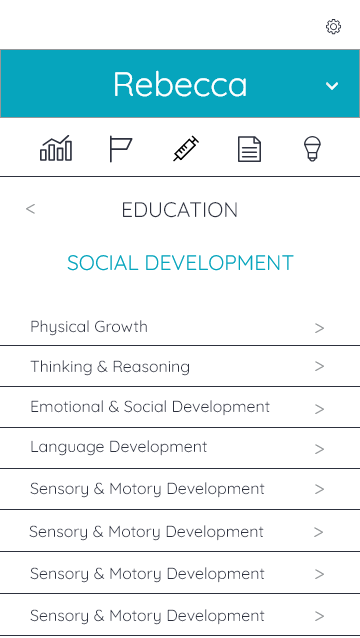 Rebecca
< EDUCATION
SOCIAL DEVELOPMENT
Physical Growth >
Thinking & Reasoning >
Emotional & Social Development >
Language Development >
Sensory & Motory Development >
Sensory & Motory Development >
Sensory & Motory Development >
Sensory & Motory Development >